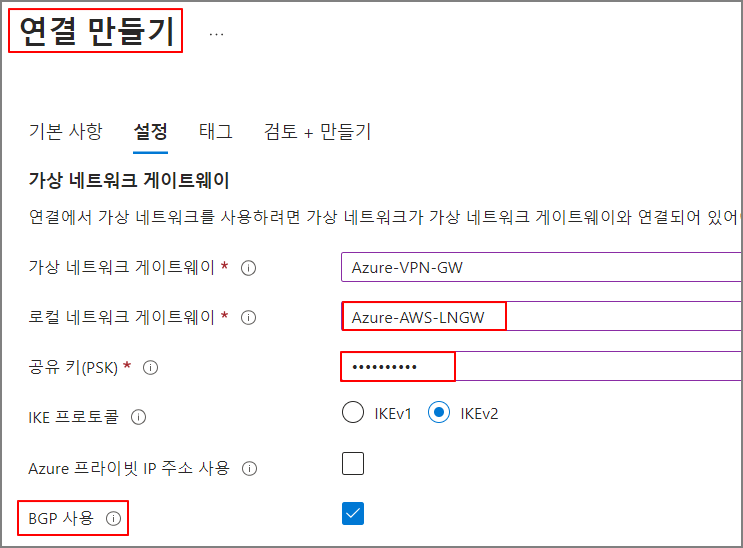 연결 만들기 ...
기본 사항 설정 태그 검토 + 만들기
가상 네트워크 게이트웨이
연결에서 가상 네트워크를 사용하려면 가상 네트워크가 가상 네트워크 게이트웨이와 연결되어 있어
가상 네트워크 게이트웨이 * Azure-VPN-GW
로컬 네트워크 게이트웨이 * Azure-AWS-LNGW
공유 키(PSK) * ••••••••••
IKE 프로토콜 IKEv1 IKEv2
Azure 프라이빗 IP 주소 사용
BGP 사용